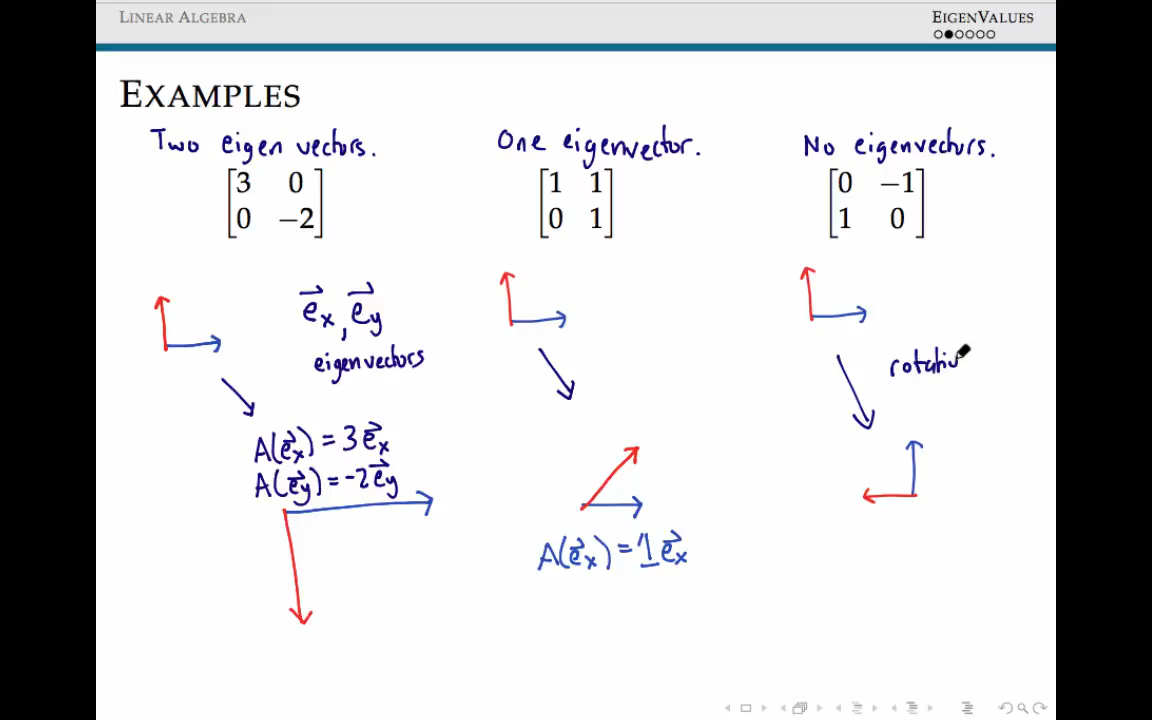 LINEAR ALGEBRA
EIGENVALUES
EXAMPLES
Two eigen vectors.
[3 0]
[0 −2]
e⃗x, e⃗y
eigenvectors
A(e⃗x) = 3e⃗x
A(e⃗y) = -2e⃗y
One eigenvector.
[1 1]
[0 1]
A(e⃗x) = 1e⃗x
No eigenvectors.
[0 −1]
[1 0]